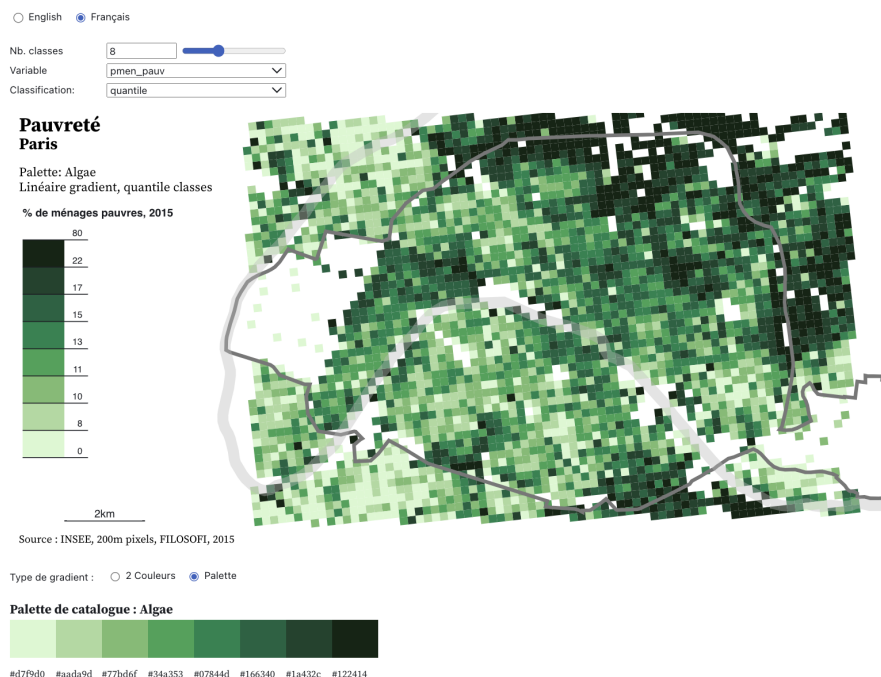 English Français
Nb. classes 8
Variable pmen_pauv
Classification: quantile
Pauvreté
Paris
Palette: Algae
Linéaire gradient, quantile classes
% de ménages pauvres, 2015
80
22
17
15
13
11
10
8
0
2km
Source : INSEE, 200m pixels, FILOSOFI, 2015
Type de gradient : 2 Couleurs Palette
Palette de catalogue : Algae
#d7f9d0 #aada9d #77bd6f #34a353 #07844d #166340 #1a432c #122414